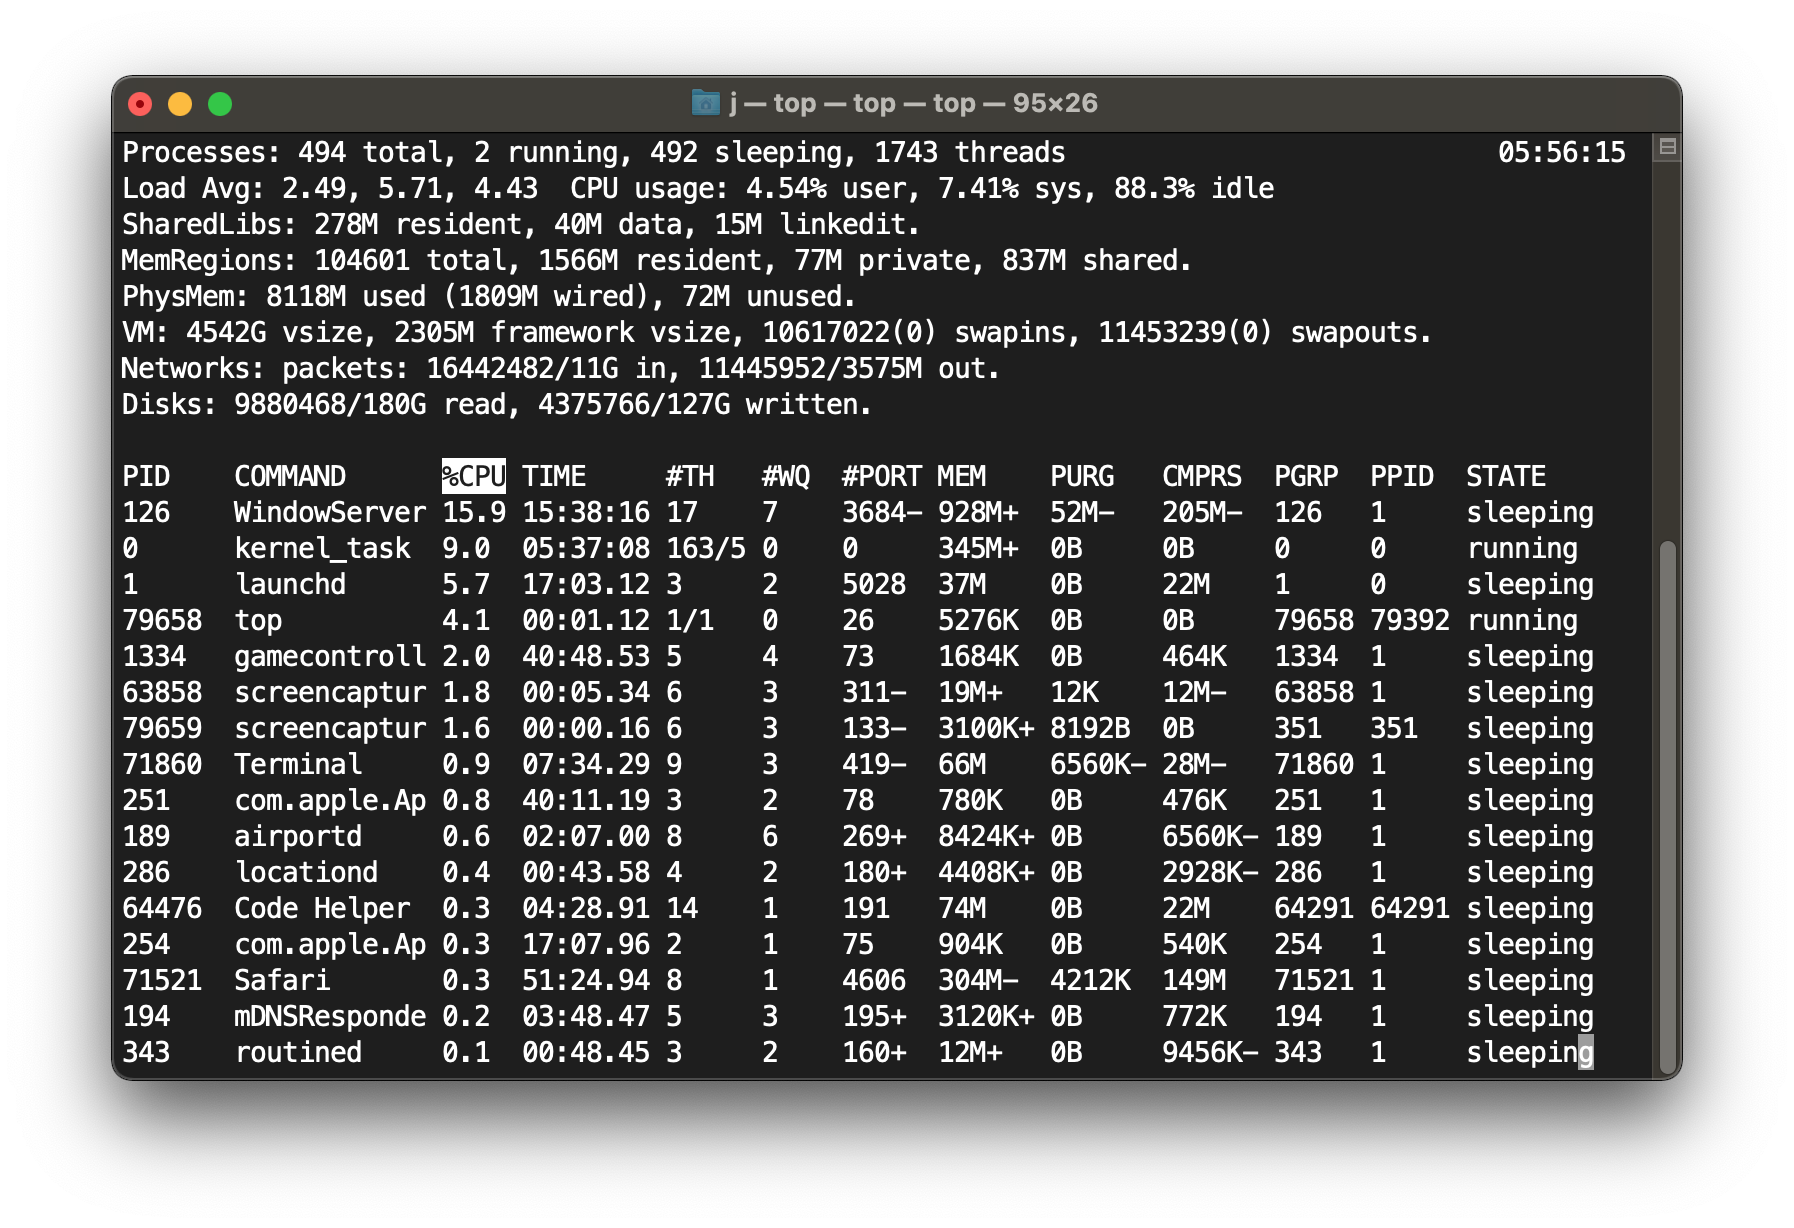 j — top — top — top — 95×26
Processes: 494 total, 2 running, 492 sleeping, 1743 threads 05:56:15
Load Avg: 2.49, 5.71, 4.43  CPU usage: 4.54% user, 7.41% sys, 88.3% idle
SharedLibs: 278M resident, 40M data, 15M linkedit.
MemRegions: 104601 total, 1566M resident, 77M private, 837M shared.
PhysMem: 8118M used (1809M wired), 72M unused.
VM: 4542G vsize, 2305M framework vsize, 10617022(0) swapins, 11453239(0) swapouts.
Networks: packets: 16442482/11G in, 11445952/3575M out.
Disks: 9880468/180G read, 4375766/127G written.
PID    COMMAND      %CPU TIME     #TH   #WQ  #PORT MEM    PURG   CMPRS  PGRP  PPID  STATE
126    WindowServer 15.9 15:38:16 17    7    3684- 928M+  52M-   205M-  126   1     sleeping
0      kernel_task  9.0  05:37:08 163/5 0    0     345M+  0B     0B     0     0     running
1      launchd      5.7  17:03.12 3     2    5028  37M    0B     22M    1     0     sleeping
79658  top          4.1  00:01.12 1/1   0    26    5276K  0B     0B     79658 79392 running
1334   gamecontroll 2.0  40:48.53 5     4    73    1684K  0B     464K   1334  1     sleeping
63858  screencaptur 1.8  00:05.34 6     3    311-  19M+   12K    12M-   63858 1     sleeping
79659  screencaptur 1.6  00:00.16 6     3    133-  3100K+ 8192B  0B     351   351   sleeping
71860  Terminal     0.9  07:34.29 9     3    419-  66M    6560K- 28M-   71860 1     sleeping
251    com.apple.Ap 0.8  40:11.19 3     2    78    780K   0B     476K   251   1     sleeping
189    airportd     0.6  02:07.00 8     6    269+  8424K+ 0B     6560K- 189   1     sleeping
286    locationd    0.4  00:43.58 4     2    180+  4408K+ 0B     2928K- 286   1     sleeping
64476  Code Helper  0.3  04:28.91 14    1    191   74M    0B     22M    64291 64291 sleeping
254    com.apple.Ap 0.3  17:07.96 2     1    75    904K   0B     540K   254   1     sleeping
71521  Safari       0.3  51:24.94 8     1    4606  304M-  4212K  149M   71521 1     sleeping
194    mDNSResponde 0.2  03:48.47 5     3    195+  3120K+ 0B     772K   194   1     sleeping
343    routined     0.1  00:48.45 3     2    160+  12M+   0B     9456K- 343   1     sleeping